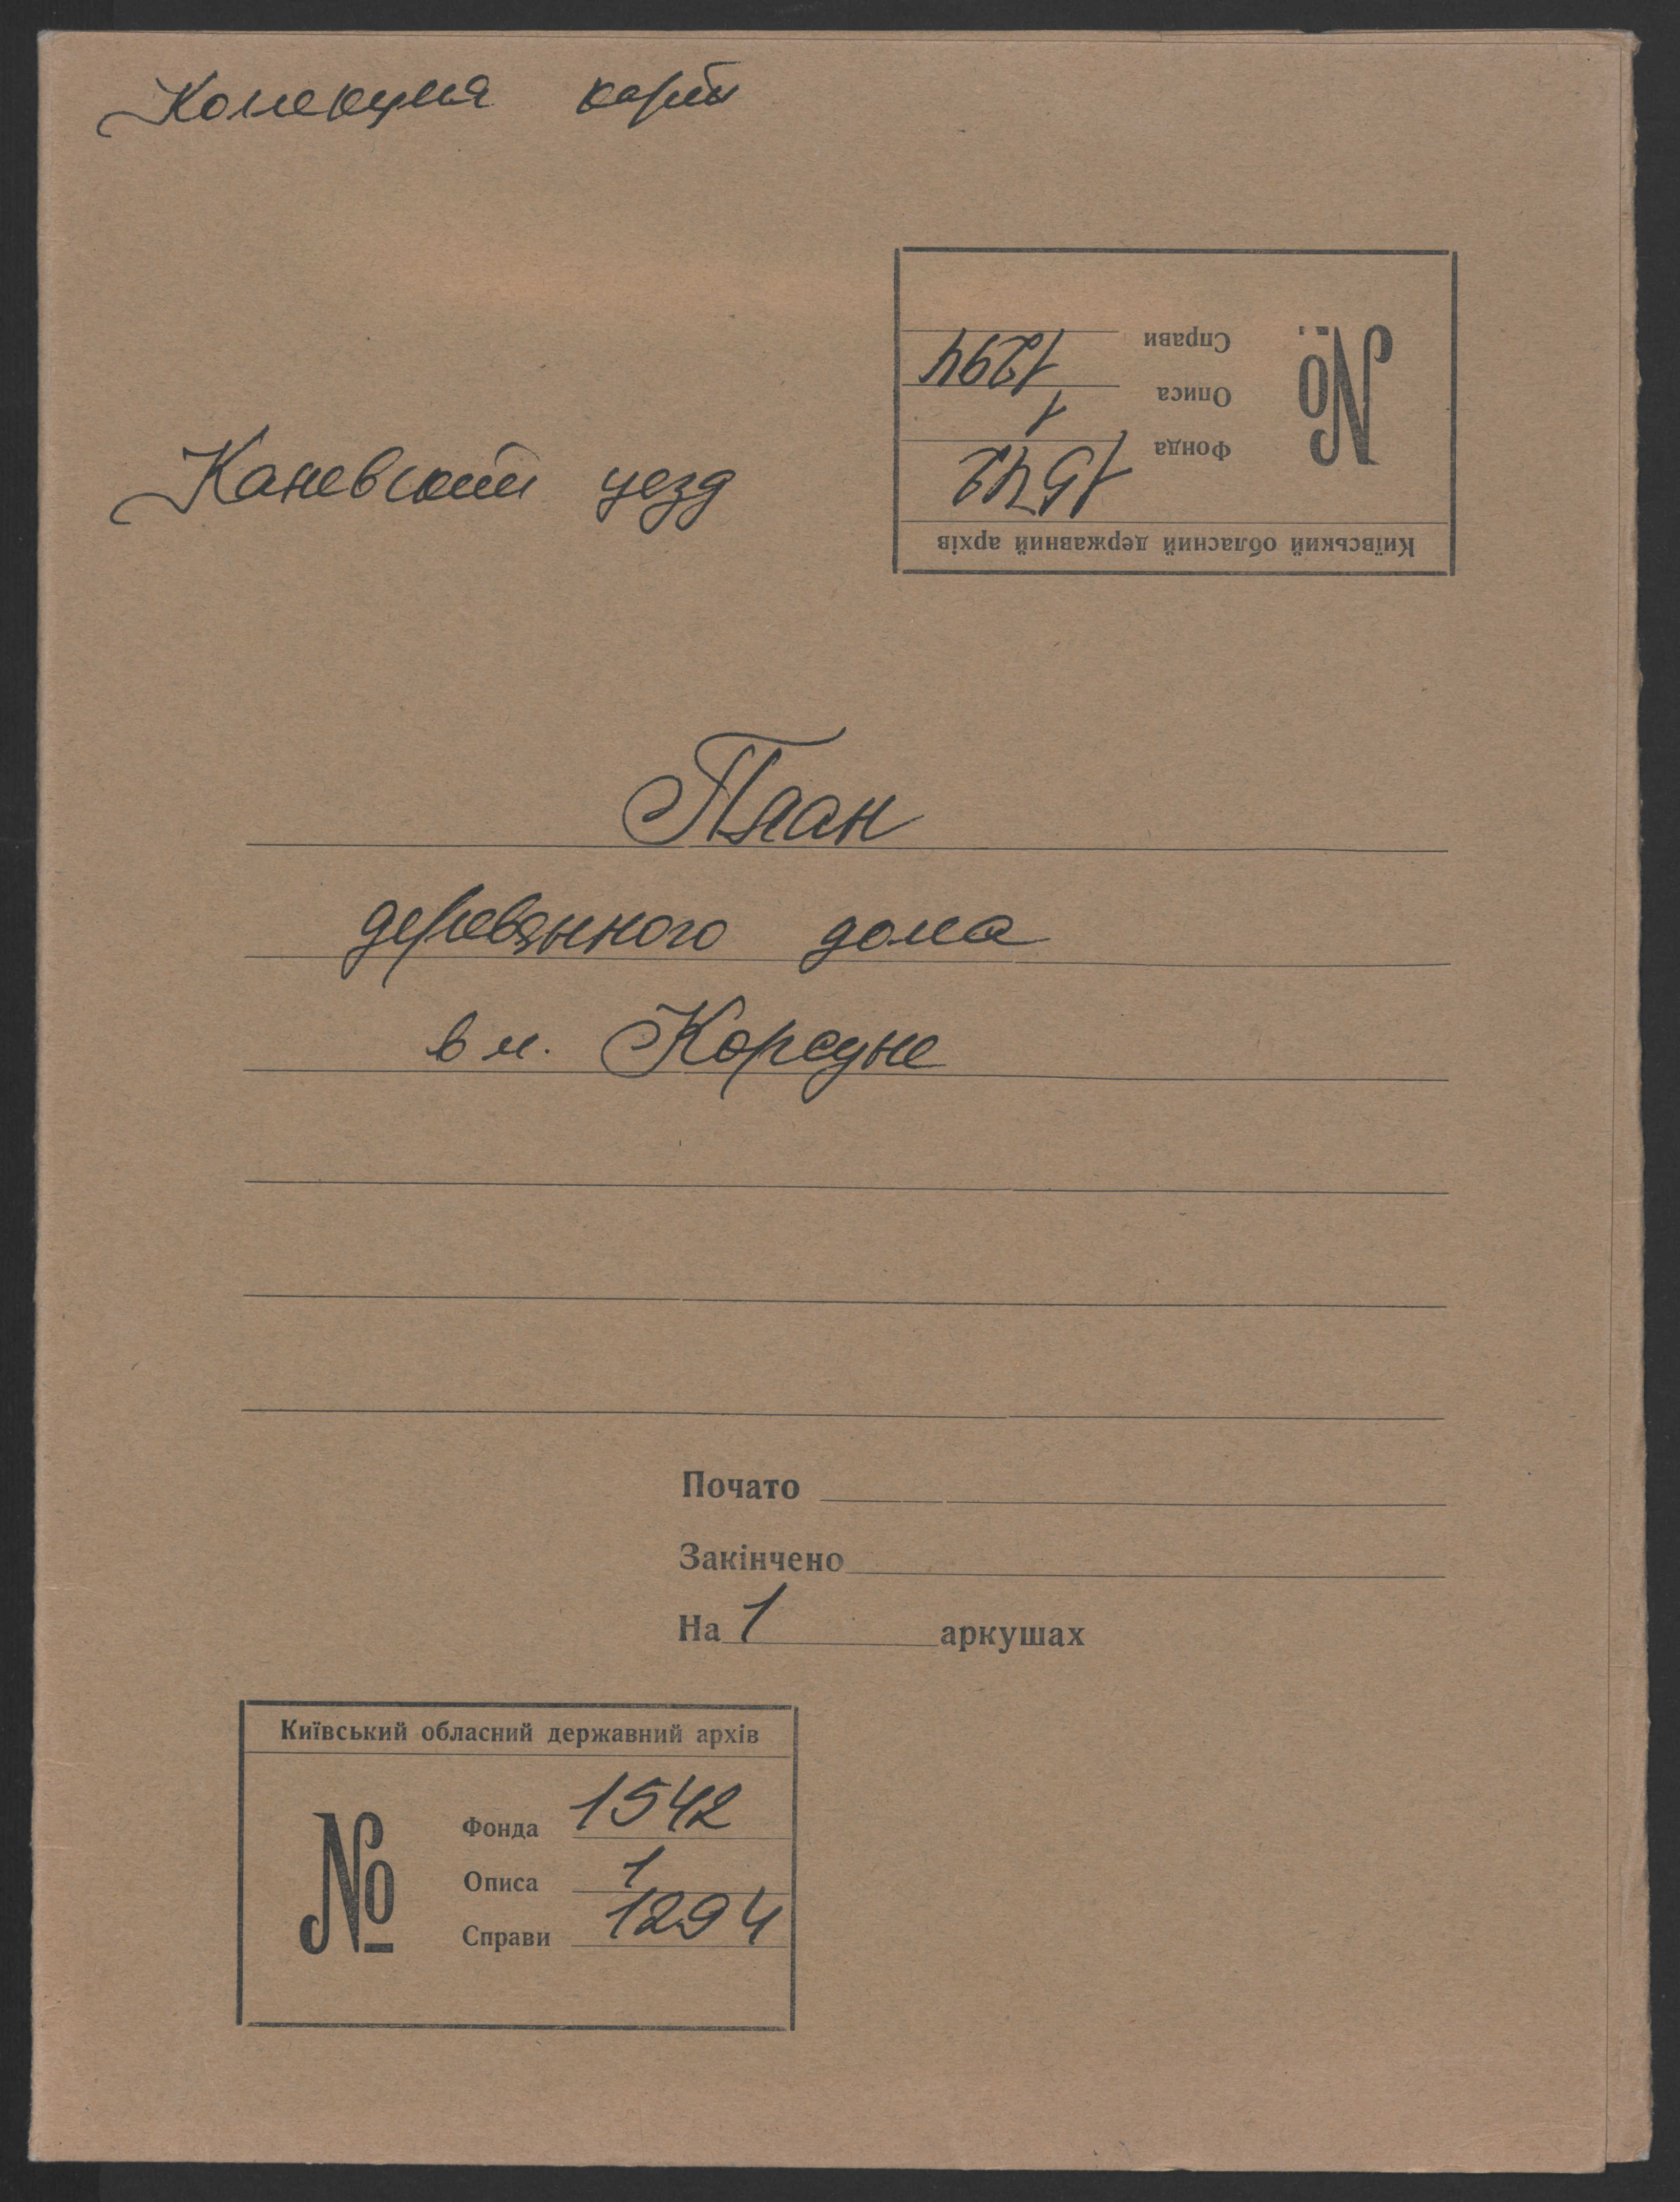 Колекция карт
Справи 1294
Описа 1
Фонда 1542
№
Київський обласний державний архів
Каневский уезд
План
деревянного дома
в м. Корсуне
Почато
Закінчено
На 1 аркушах
Київський обласний державний архів
№
Фонда 1542
Описа 1
Справи 1294